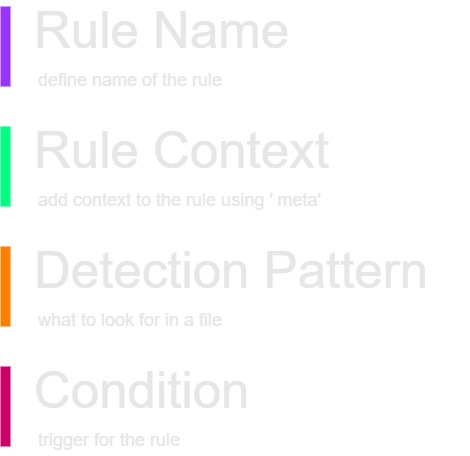 Rule Name
define name of the rule
Rule Context
add context to the rule using ' meta'
Detection Pattern
what to look for in a file
Condition
trigger for the rule